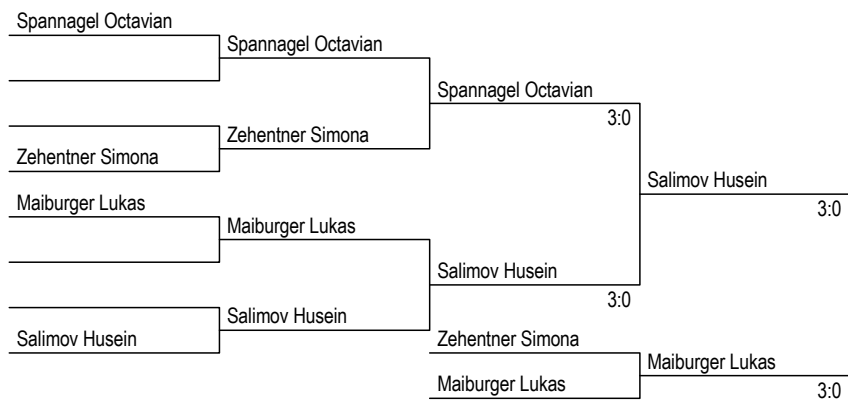 Spannagel Octavian
Spannagel Octavian
Spannagel Octavian
3:0
Zehentner Simona
Zehentner Simona
Salimov Husein
3:0
Maiburger Lukas
Maiburger Lukas
Salimov Husein
3:0
Salimov Husein
Salimov Husein
Zehentner Simona
Maiburger Lukas
3:0
Maiburger Lukas